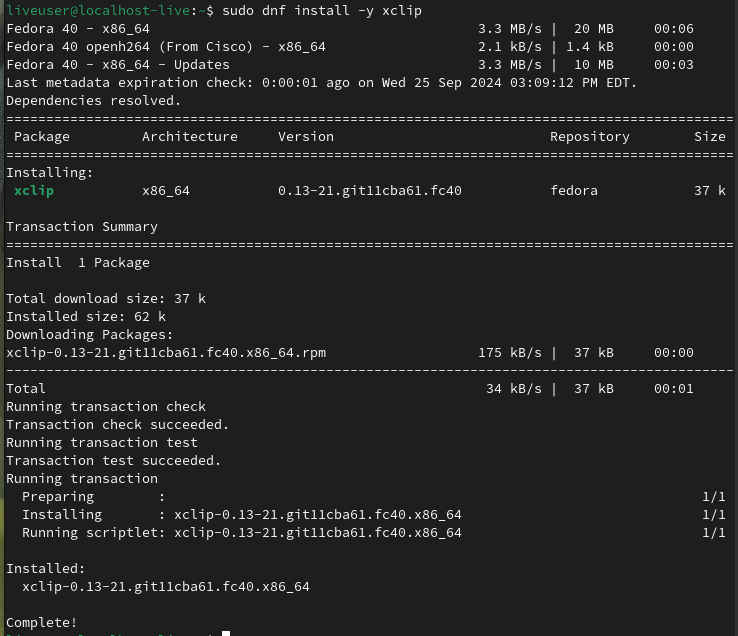 liveuser@localhost-live:~$ sudo dnf install -y xclip
Fedora 40 - x86_64                                         3.3 MB/s |  20 MB     00:06
Fedora 40 openh264 (From Cisco) - x86_64                   2.1 kB/s | 1.4 kB     00:00
Fedora 40 - x86_64 - Updates                               3.3 MB/s |  10 MB     00:03
Last metadata expiration check: 0:00:01 ago on Wed 25 Sep 2024 03:09:12 PM EDT.
Dependencies resolved.
===========================================================================================
 Package         Architecture     Version                           Repository        Size
===========================================================================================
Installing:
 xclip           x86_64           0.13-21.git11cba61.fc40           fedora            37 k

Transaction Summary
===========================================================================================
Install  1 Package

Total download size: 37 k
Installed size: 62 k
Downloading Packages:
xclip-0.13-21.git11cba61.fc40.x86_64.rpm                   175 kB/s |  37 kB     00:00
-------------------------------------------------------------------------------------------
Total                                                       34 kB/s |  37 kB     00:01
Running transaction check
Transaction check succeeded.
Running transaction test
Transaction test succeeded.
Running transaction
  Preparing        :                                                                   1/1
  Installing       : xclip-0.13-21.git11cba61.fc40.x86_64                              1/1
  Running scriptlet: xclip-0.13-21.git11cba61.fc40.x86_64                              1/1

Installed:
  xclip-0.13-21.git11cba61.fc40.x86_64

Complete!